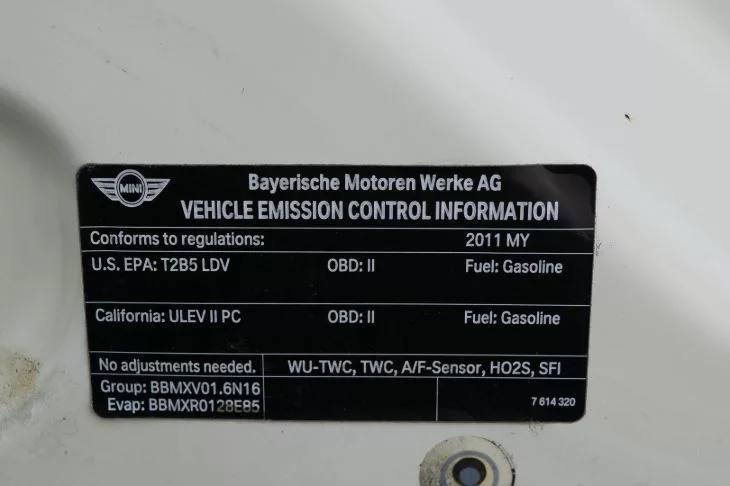 MINI
Bayerische Motoren Werke AG
VEHICLE EMISSION CONTROL INFORMATION
Conforms to regulations: 2011 MY
U.S. EPA: T2B5 LDV OBD: II Fuel: Gasoline
California: ULEV II PC OBD: II Fuel: Gasoline
No adjustments needed. WU-TWC, TWC, A/F-Sensor, HO2S, SFI
Group: BBMXV01.6N16
Evap: BBMXR0128E85 7 614 320